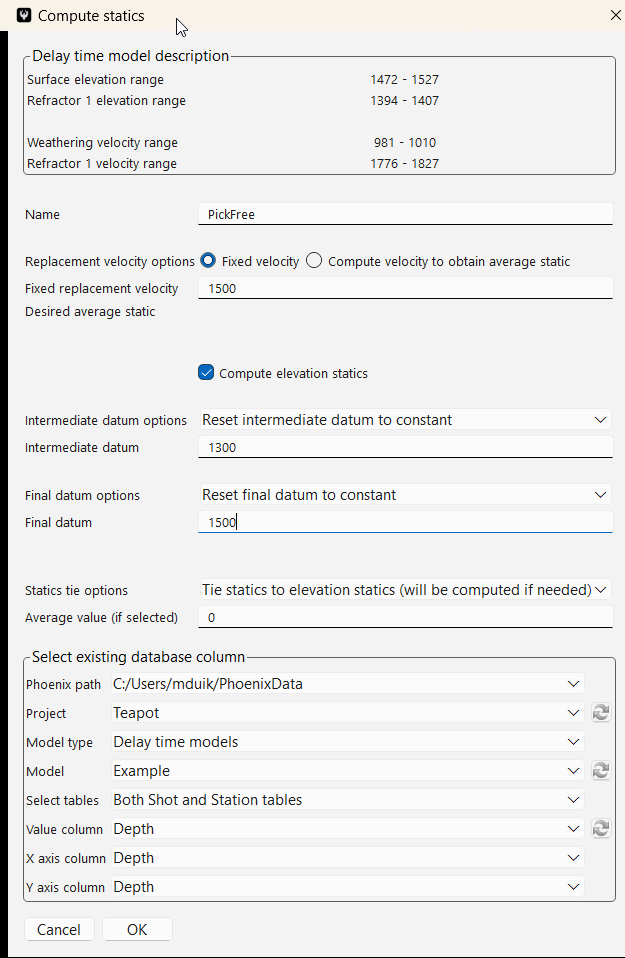 Compute statics
Delay time model description
Surface elevation range 1472 - 1527
Refractor 1 elevation range 1394 - 1407
Weathering velocity range 981 - 1010
Refractor 1 velocity range 1776 - 1827
Name PickFree
Replacement velocity options Fixed velocity Compute velocity to obtain average static
Fixed replacement velocity 1500
Desired average static
Compute elevation statics
Intermediate datum options Reset intermediate datum to constant
Intermediate datum 1300
Final datum options Reset final datum to constant
Final datum 1500
Statics tie options Tie statics to elevation statics (will be computed if needed)
Average value (if selected) 0
Select existing database column
Phoenix path C:/Users/mduik/PhoenixData
Project Teapot
Model type Delay time models
Model Example
Select tables Both Shot and Station tables
Value column Depth
X axis column Depth
Y axis column Depth
Cancel OK